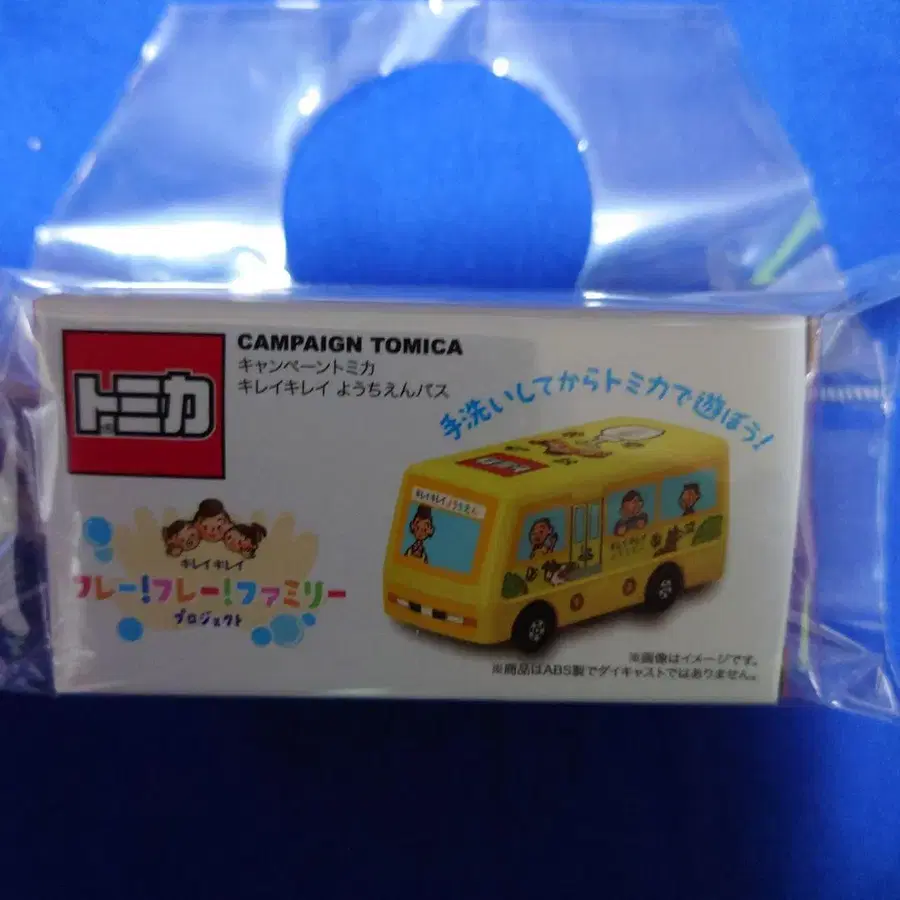 トミカ
CAMPAIGN TOMICA
キャンペーントミカ
キレイキレイ ようちえんバス
手洗いしてからトミカで遊ぼう!
キレイキレイ ようちえん
キレイキレイ
フレー!フレー!ファミリー
プロジェクト
※画像はイメージです。
※商品はABS製でダイキャストではありません。